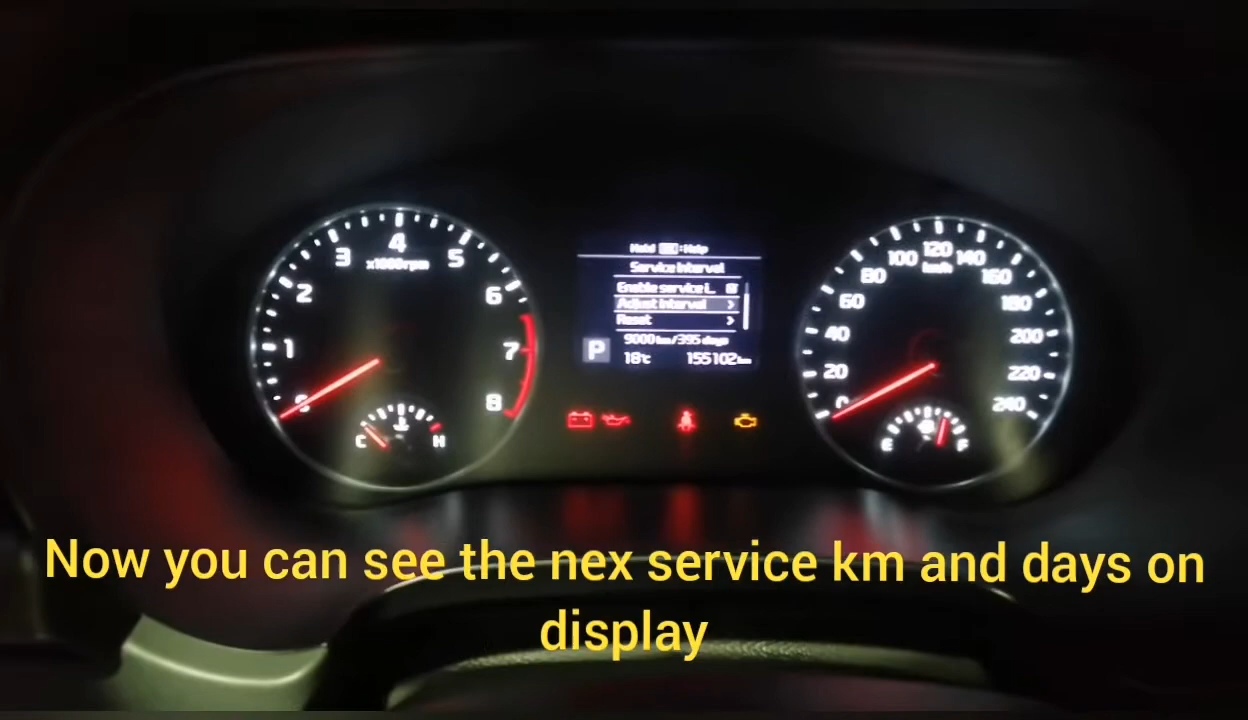 Hold OK :Help
Service interval
Enable service i...
Adjust interval >
Reset >
9000 km/395 days
P
18°C 155102 km
0 1 2 3 4 5 6 7 8
x1000rpm
C H
0 20 40 60 80 100 120 140 160 180 200 220 240
km/h
E F
Now you can see the nex service km and days on
display